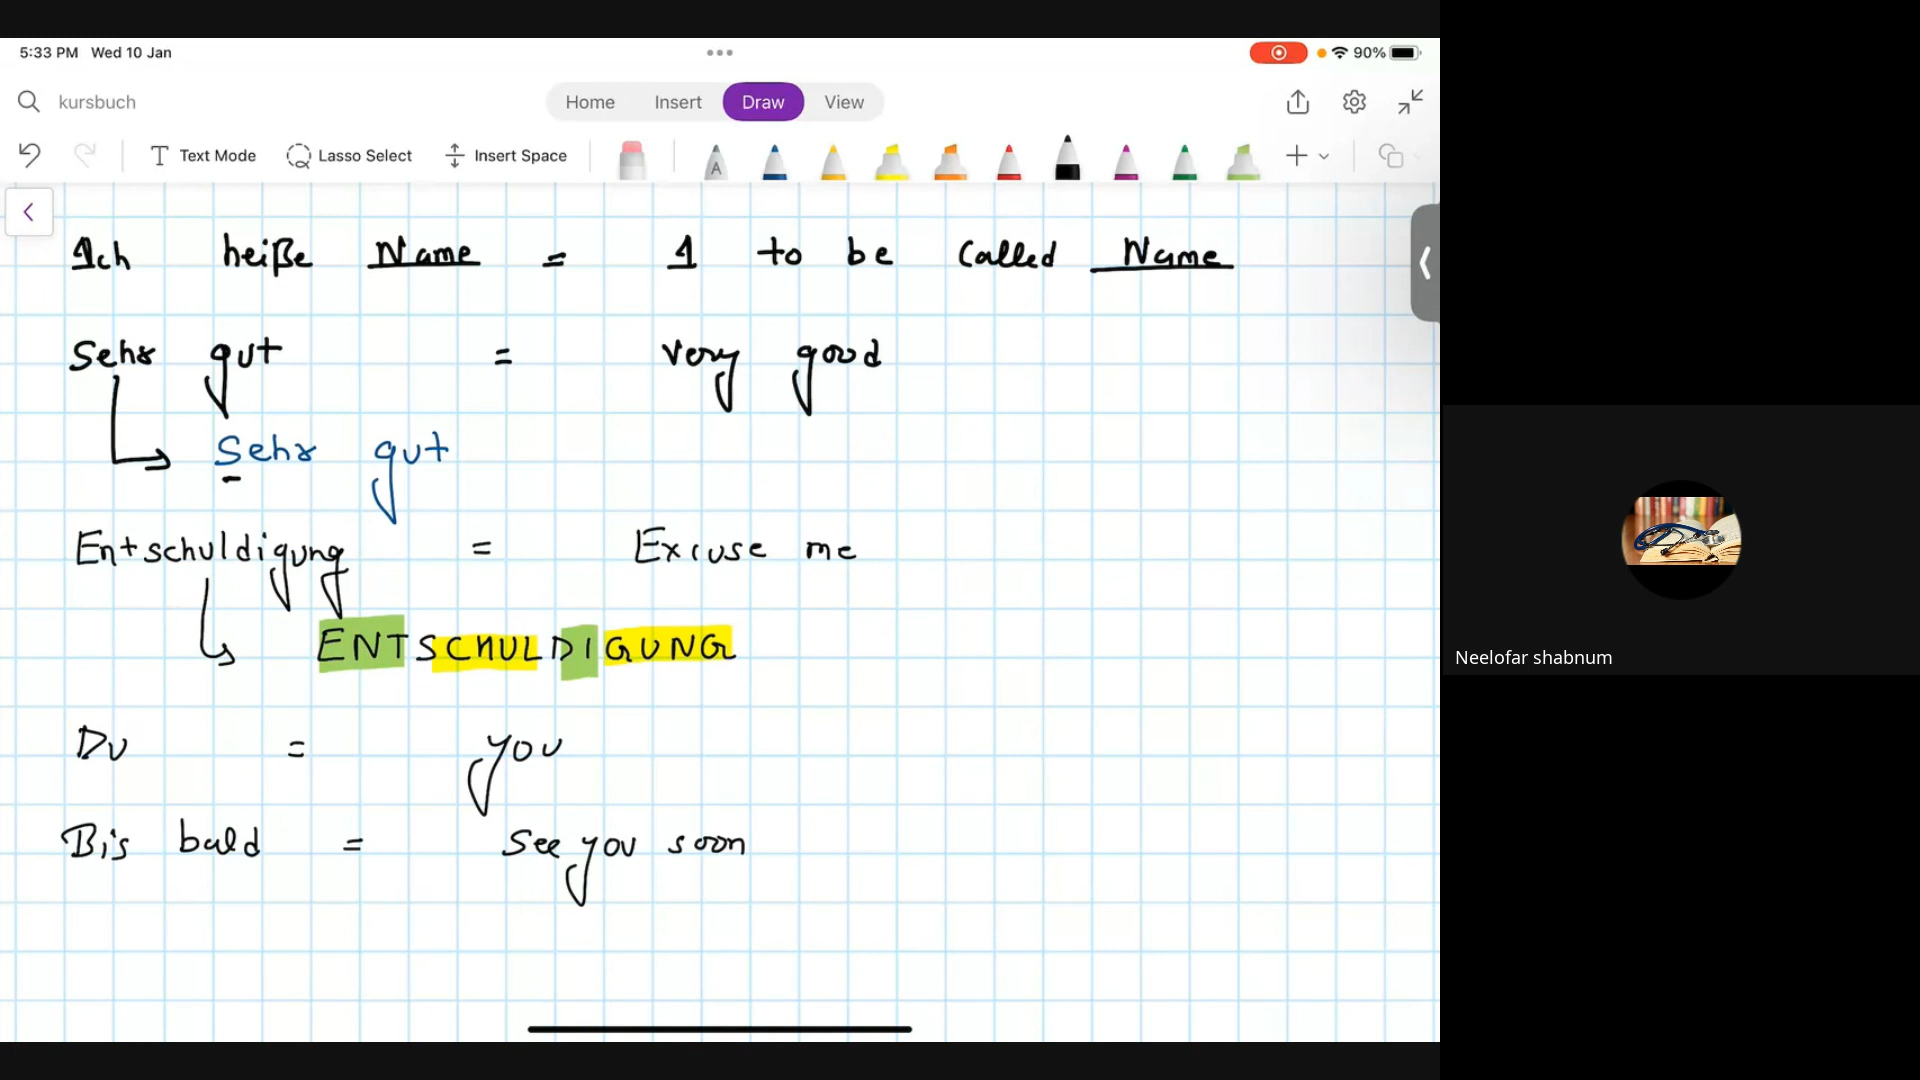 5:33 PM Wed 10 Jan
90%
kursbuch
Home Insert Draw View
Text Mode Lasso Select Insert Space
A
Ich heiße Name = I to be called Name
Sehr gut = very good
Sehr gut
Entschuldigung = Excuse me
ENTSCHULDIGUNG
Neelofar shabnum
Du = you
Bis bald = See you soon